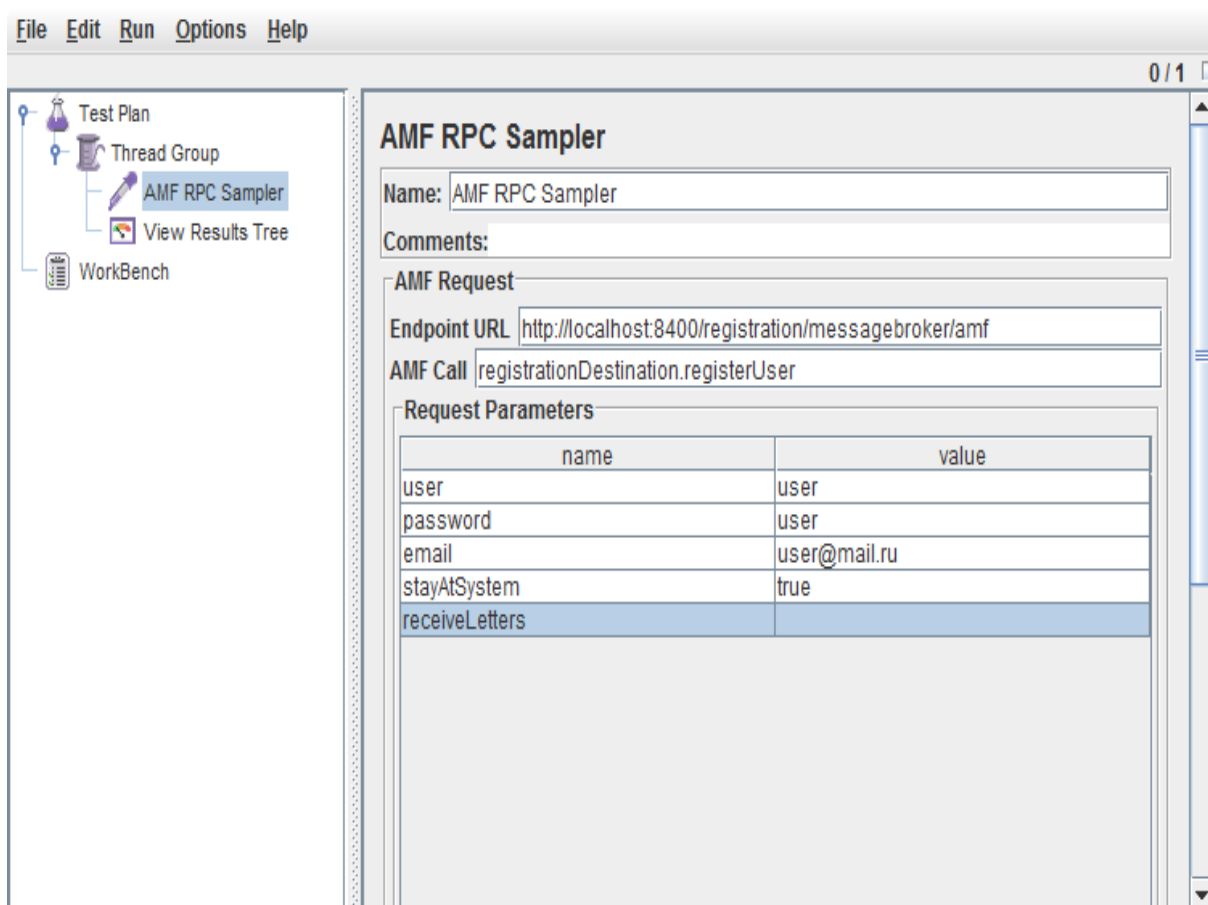 File Edit Run Options Help
0 / 1
Test Plan
Thread Group
AMF RPC Sampler
View Results Tree
WorkBench
AMF RPC Sampler
Name: AMF RPC Sampler
Comments:
AMF Request
Endpoint URL http://localhost:8400/registration/messagebroker/amf
AMF Call registrationDestination.registerUser
Request Parameters
name value
user user
password user
email user@mail.ru
stayAtSystem true
receiveLetters